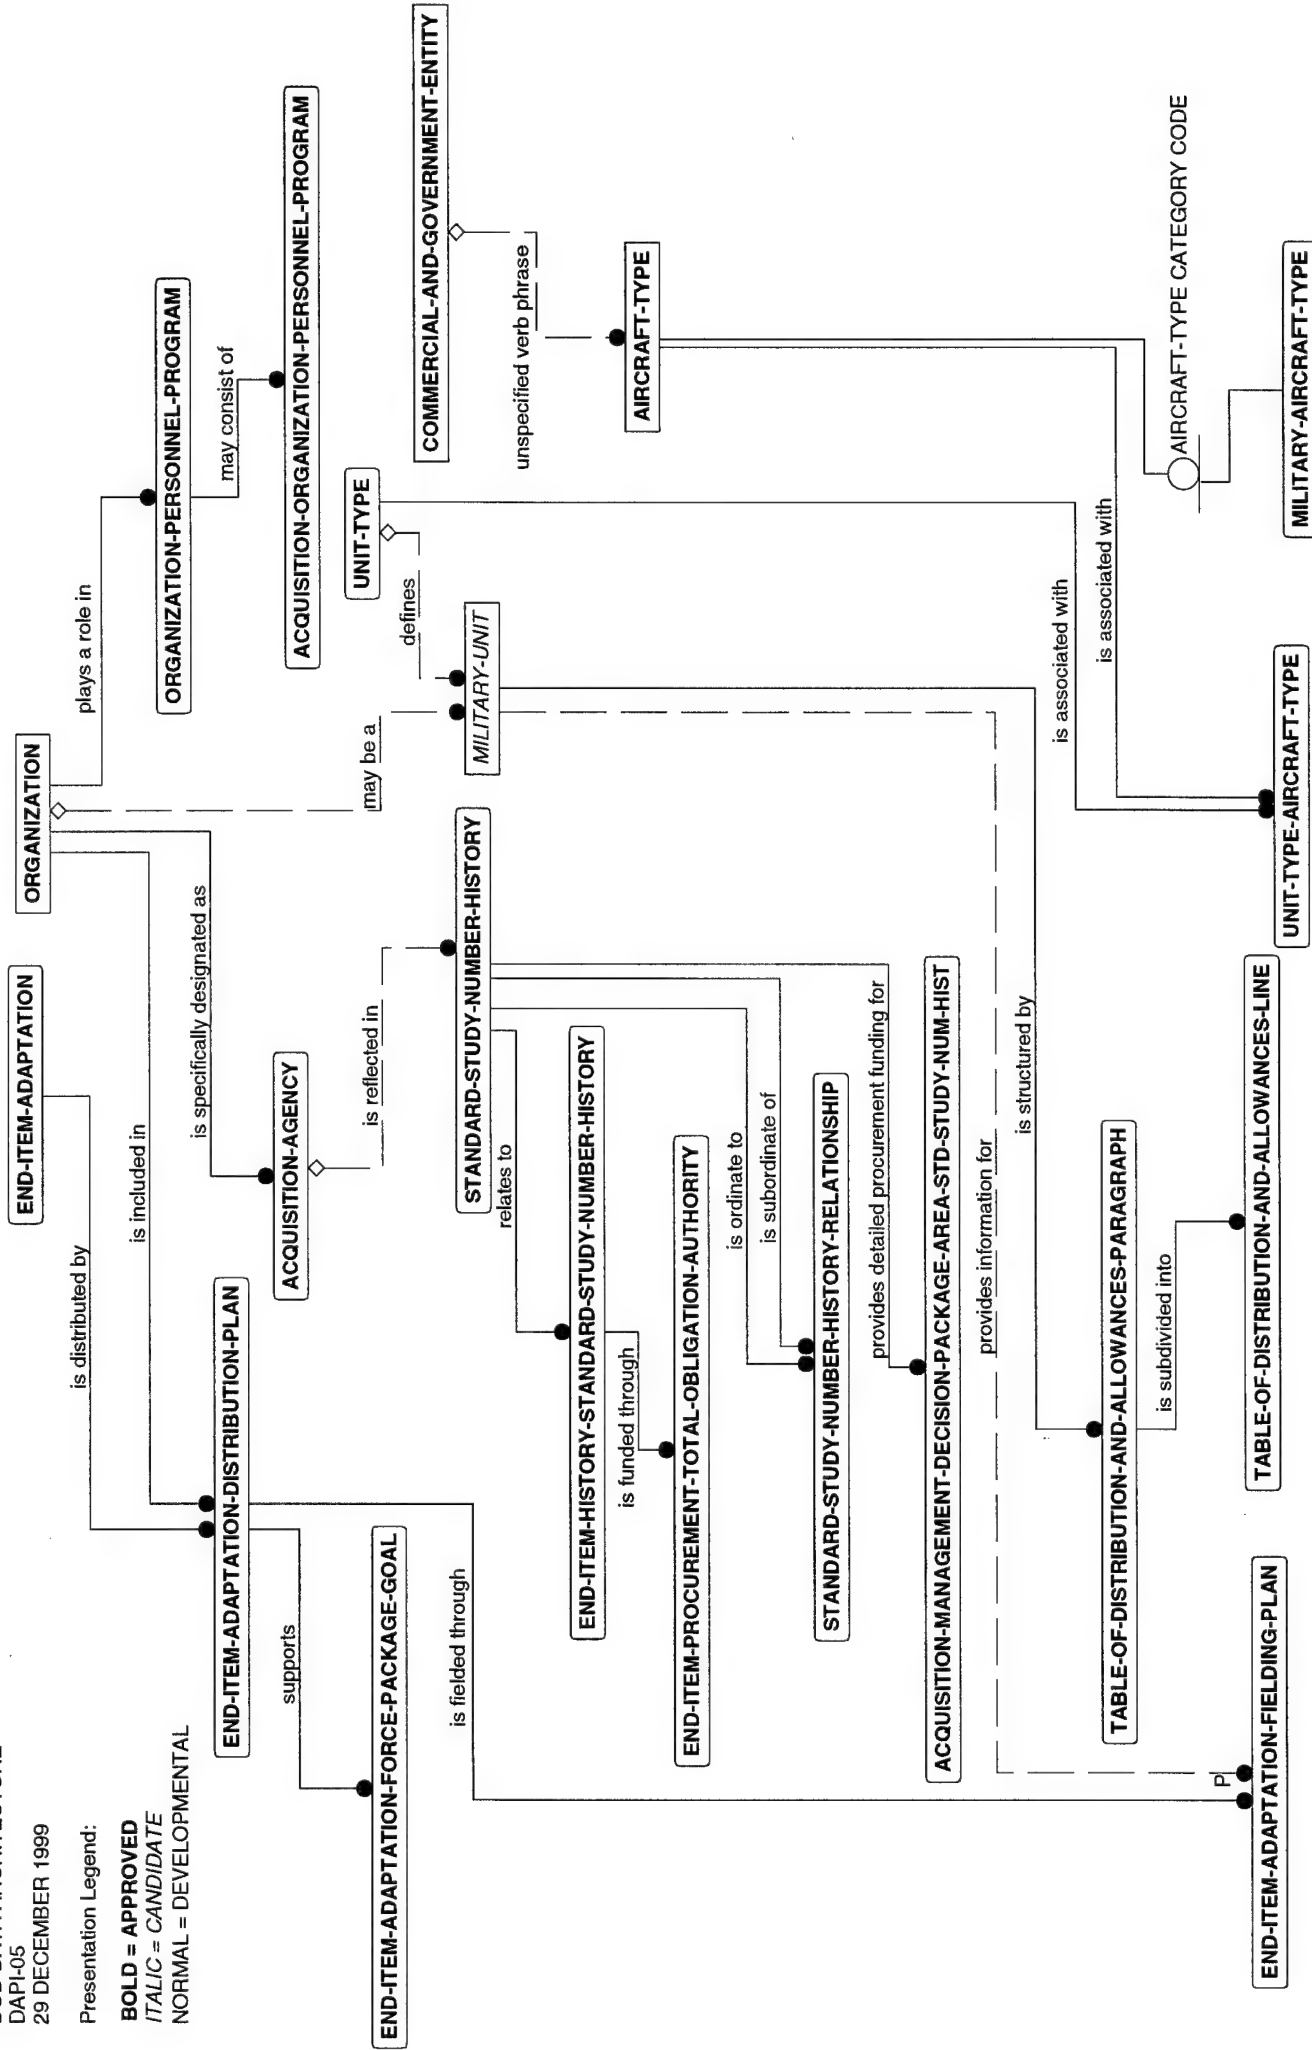 DAPI-05
29 DECEMBER 1999
Presentation Legend:
BOLD = APPROVED
ITALIC = CANDIDATE
NORMAL = DEVELOPMENTAL
END-ITEM-ADAPTATION
ORGANIZATION
is distributed by
is included in
is specifically designated as
may be a
plays a role in
ORGANIZATION-PERSONNEL-PROGRAM
may consist of
ACQUISITION-ORGANIZATION-PERSONNEL-PROGRAM
END-ITEM-ADAPTATION-DISTRIBUTION-PLAN
supports
END-ITEM-ADAPTATION-FORCE-PACKAGE-GOAL
is fielded through
ACQUISITION-AGENCY
is reflected in
UNIT-TYPE
defines
COMMERCIAL-AND-GOVERNMENT-ENTITY
unspecified verb phrase
STANDARD-STUDY-NUMBER-HISTORY
MILITARY-UNIT
relates to
END-ITEM-HISTORY-STANDARD-STUDY-NUMBER-HISTORY
is funded through
END-ITEM-PROCUREMENT-TOTAL-OBLIGATION-AUTHORITY
AIRCRAFT-TYPE
is ordinate to
is subordinate of
STANDARD-STUDY-NUMBER-HISTORY-RELATIONSHIP
provides detailed procurement funding for
ACQUISITION-MANAGEMENT-DECISION-PACKAGE-AREA-STD-STUDY-NUM-HIST
provides information for
is structured by
is associated with
is associated with
TABLE-OF-DISTRIBUTION-AND-ALLOWANCES-PARAGRAPH
is subdivided into
AIRCRAFT-TYPE CATEGORY CODE
P
END-ITEM-ADAPTATION-FIELDING-PLAN
TABLE-OF-DISTRIBUTION-AND-ALLOWANCES-LINE
UNIT-TYPE-AIRCRAFT-TYPE
MILITARY-AIRCRAFT-TYPE